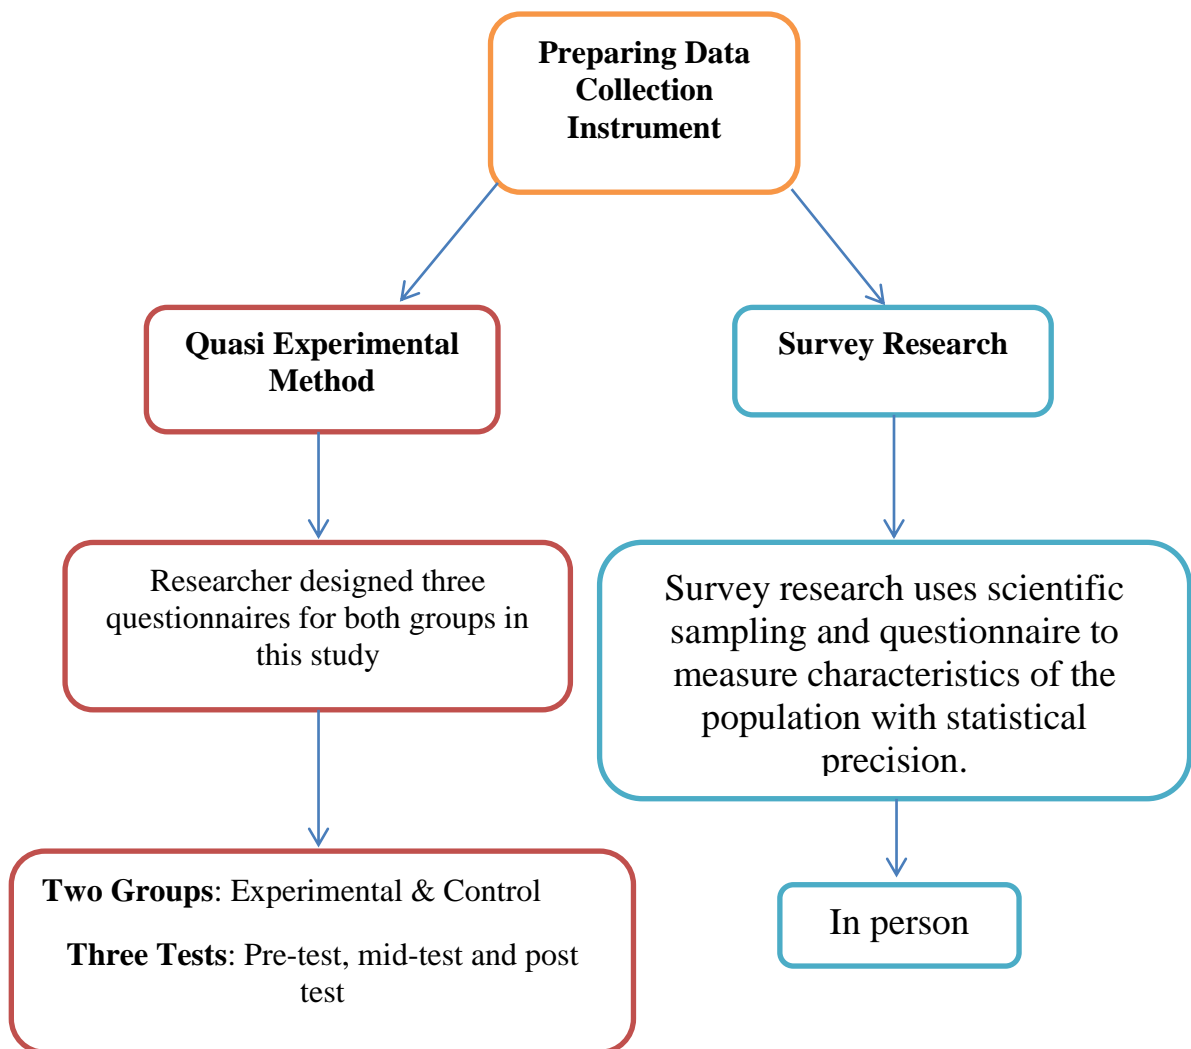 Preparing Data
Collection
Instrument
Quasi Experimental
Method
Survey Research
Researcher designed three
questionnaires for both groups in
this study
Survey research uses scientific
sampling and questionnaire to
measure characteristics of the
population with statistical
precision.
Two Groups: Experimental & Control
Three Tests: Pre-test, mid-test and post
test
In person